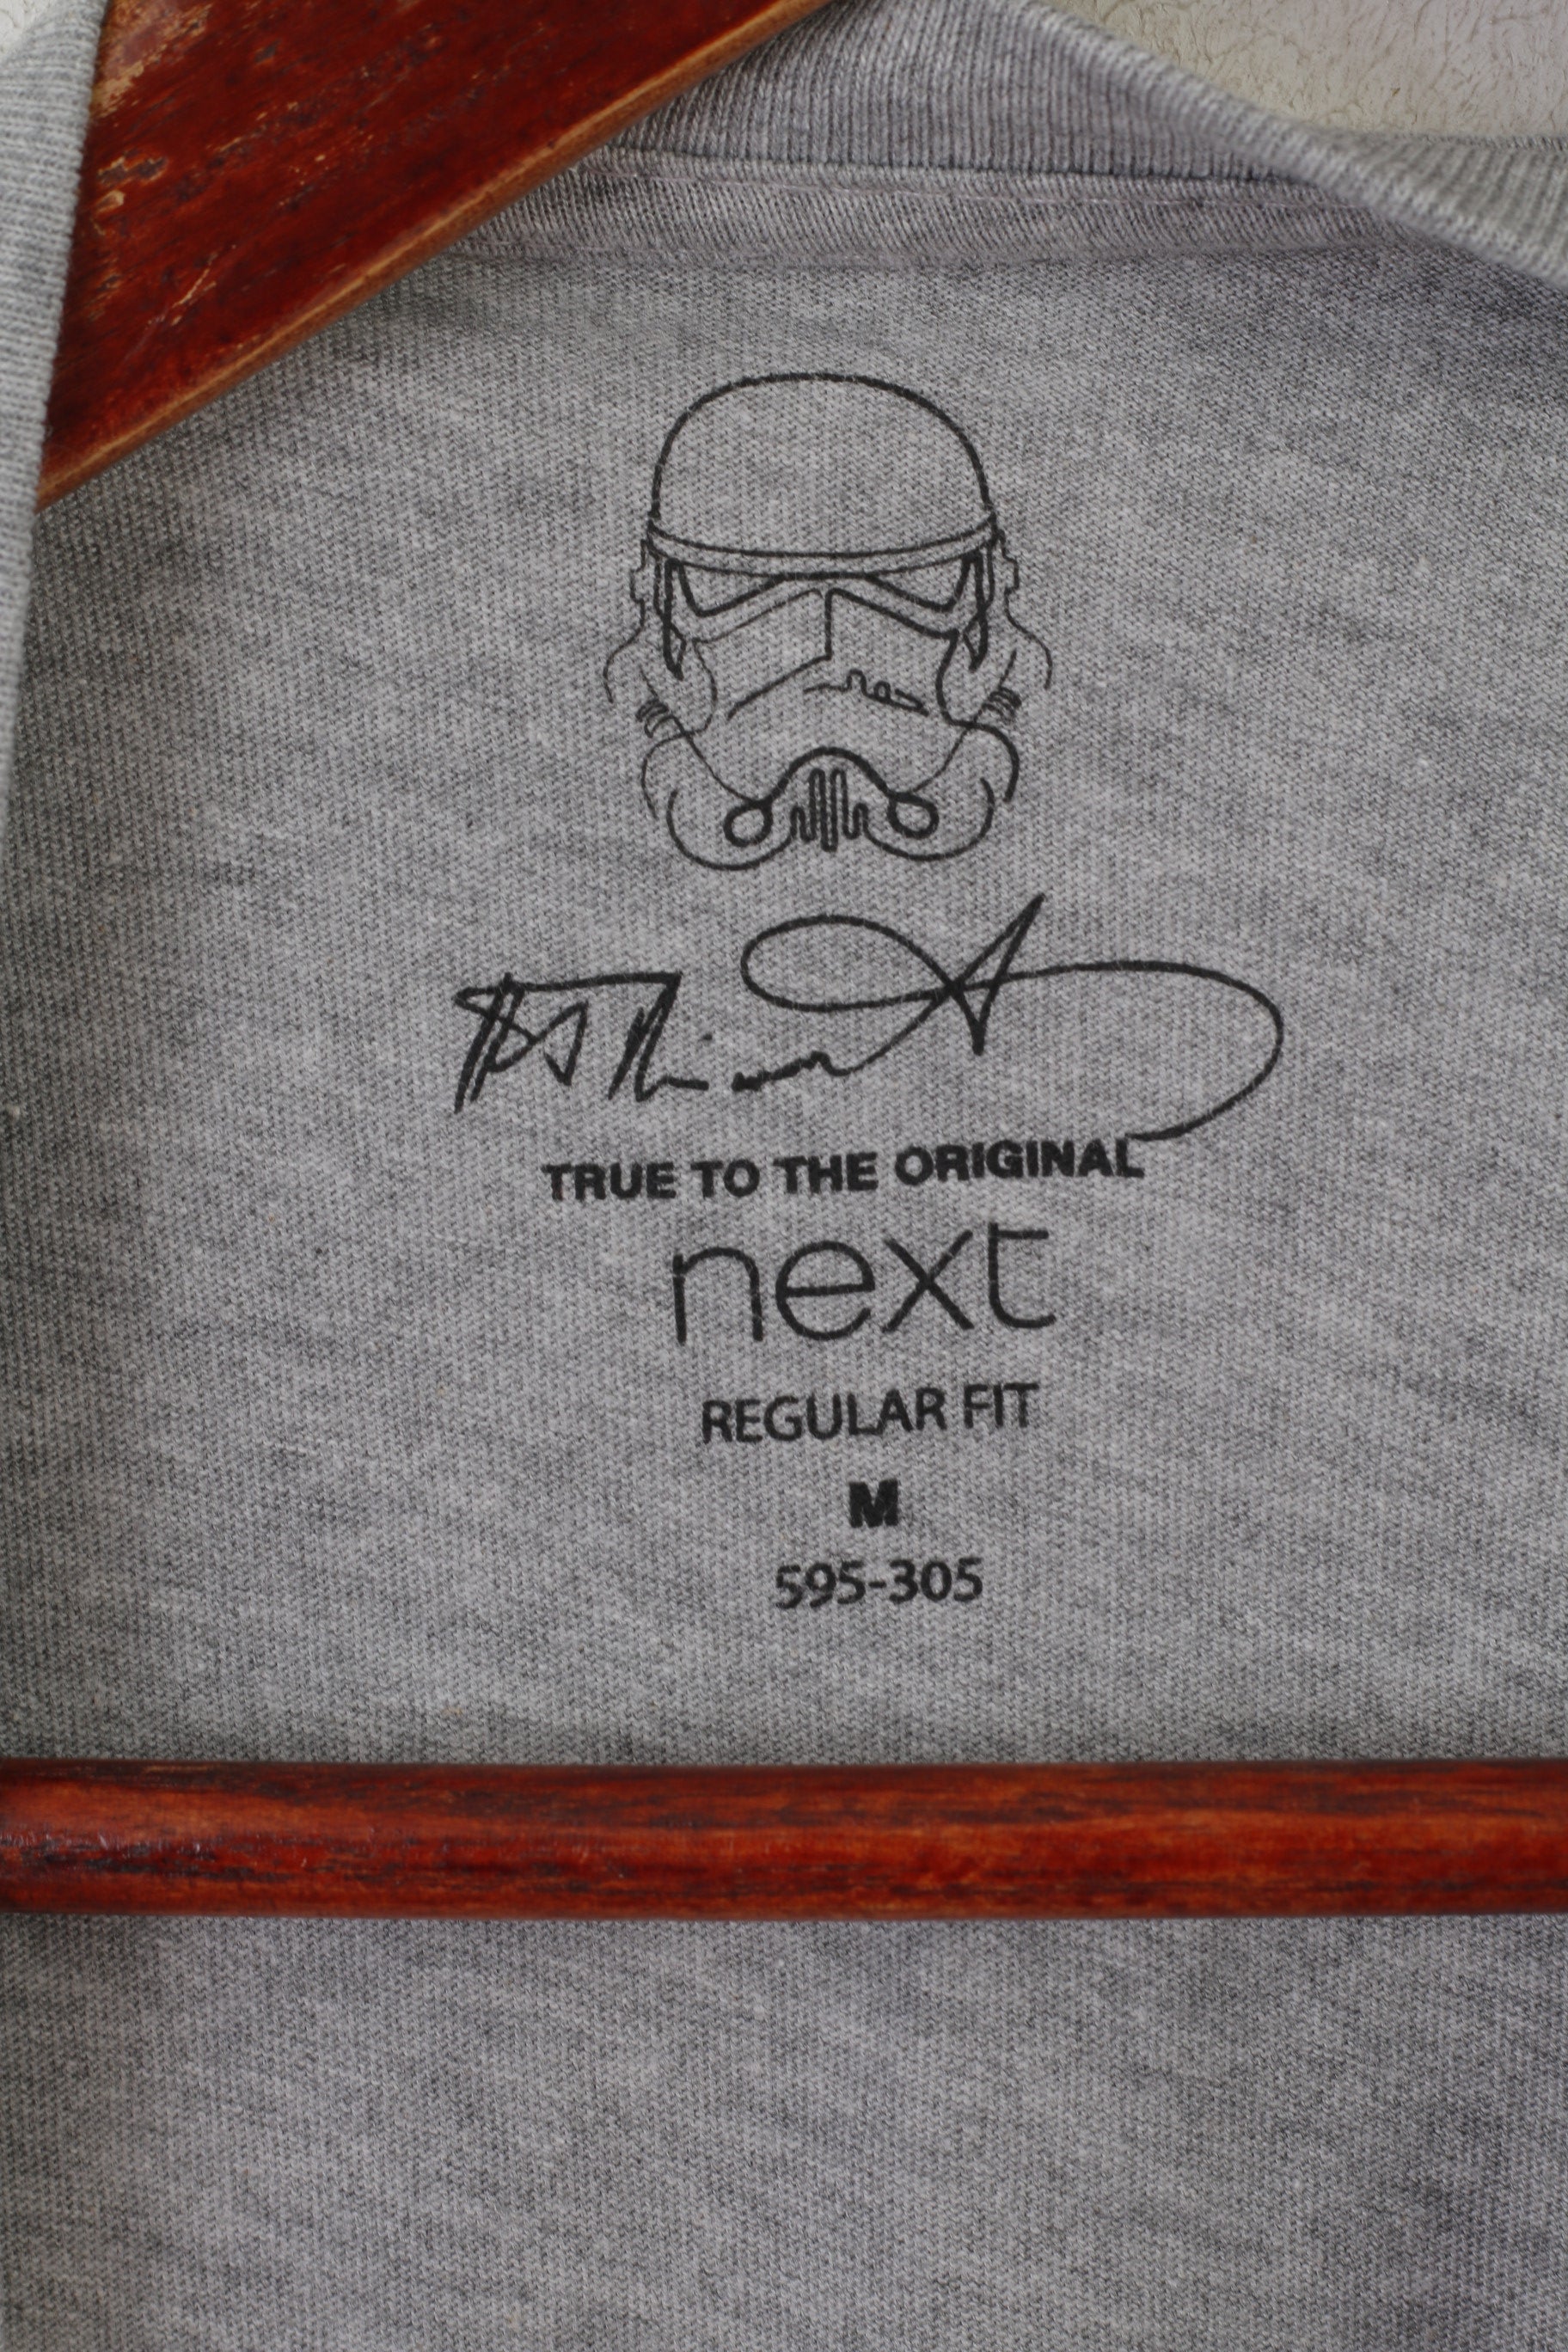 TRUE TO THE ORIGINAL
next
REGULAR FIT
M
595-305